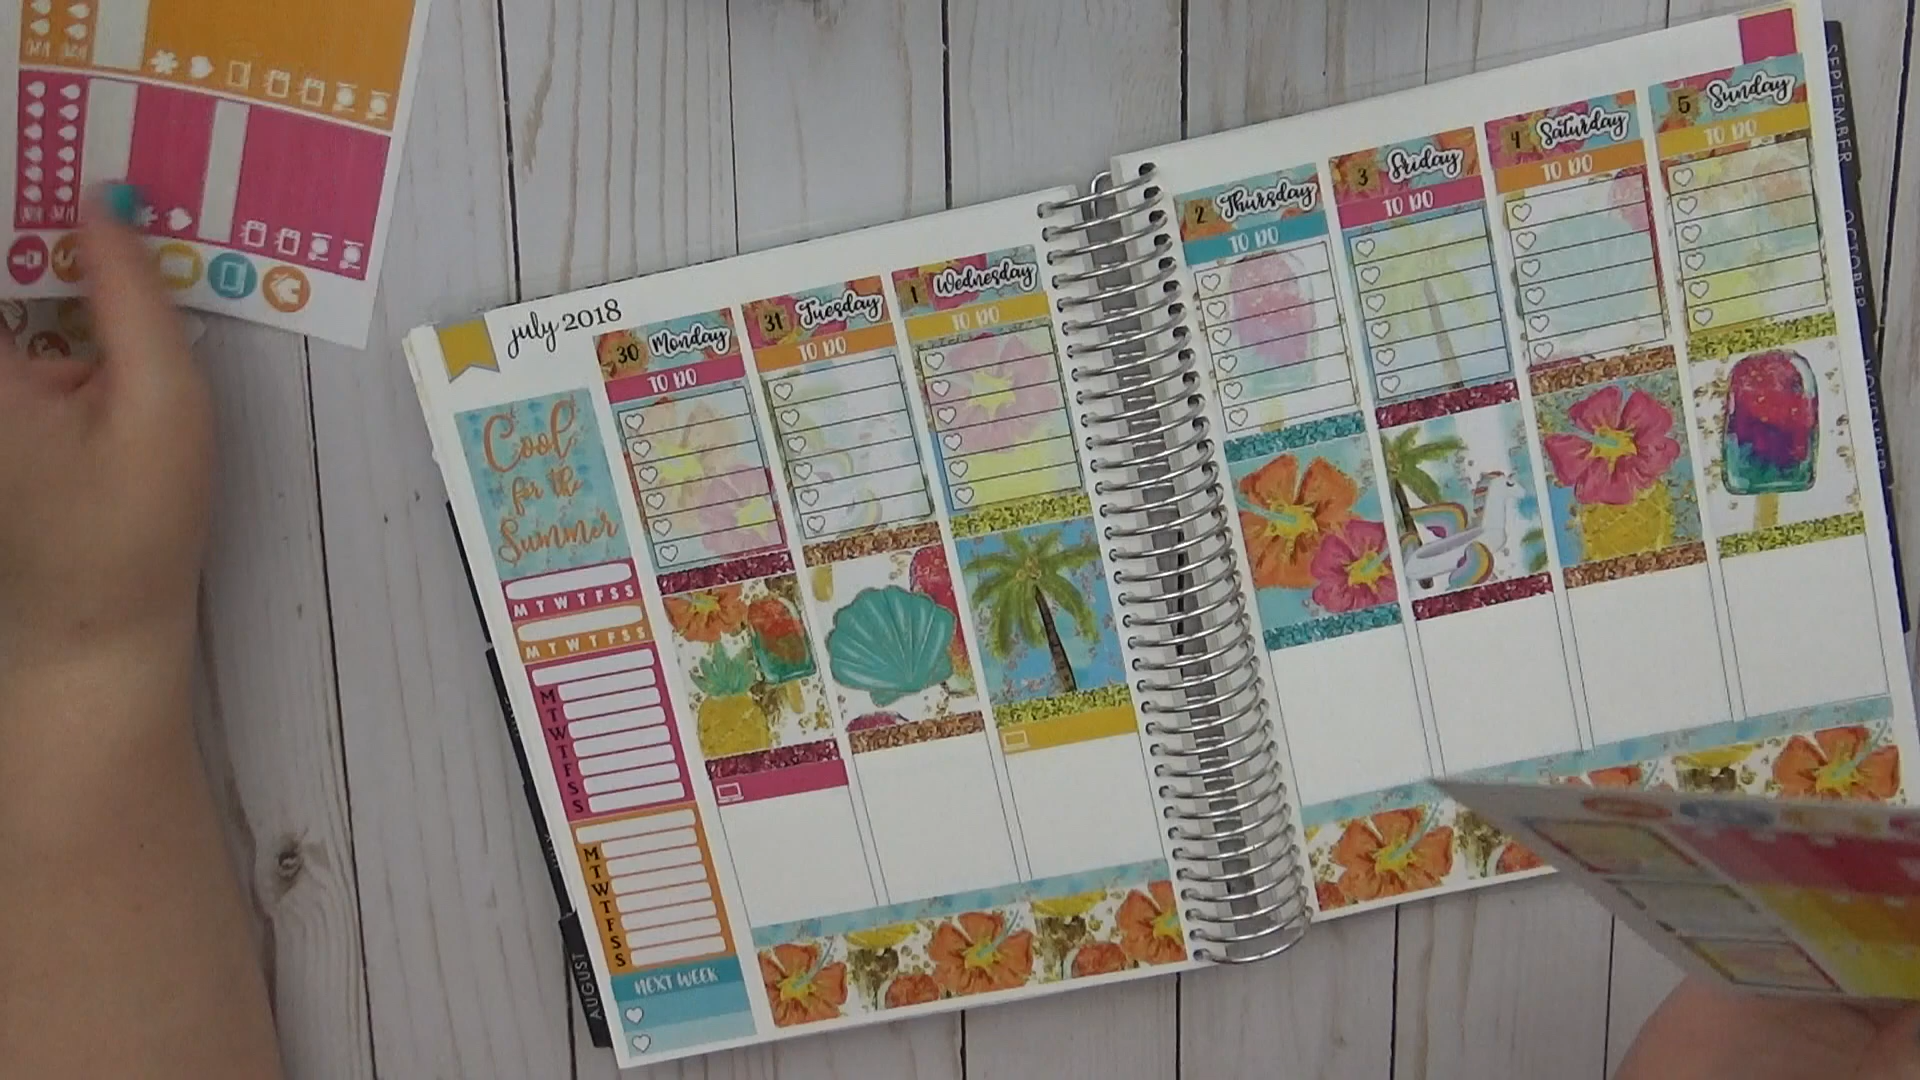 july 2018
30 Monday
TO DO
31 Tuesday
TO DO
1 Wednesday
TO DO
2 Thursday
TO DO
3 Friday
TO DO
4 Saturday
TO DO
5 Sunday
TO DO
Cool
for the
Summer
M T W T F S S
M T W T F S S
M
T
W
T
F
S
S
M
T
W
T
F
S
S
NEXT WEEK
AUGUST
SEPTEMBER
OCTOBER
NOVEMBER